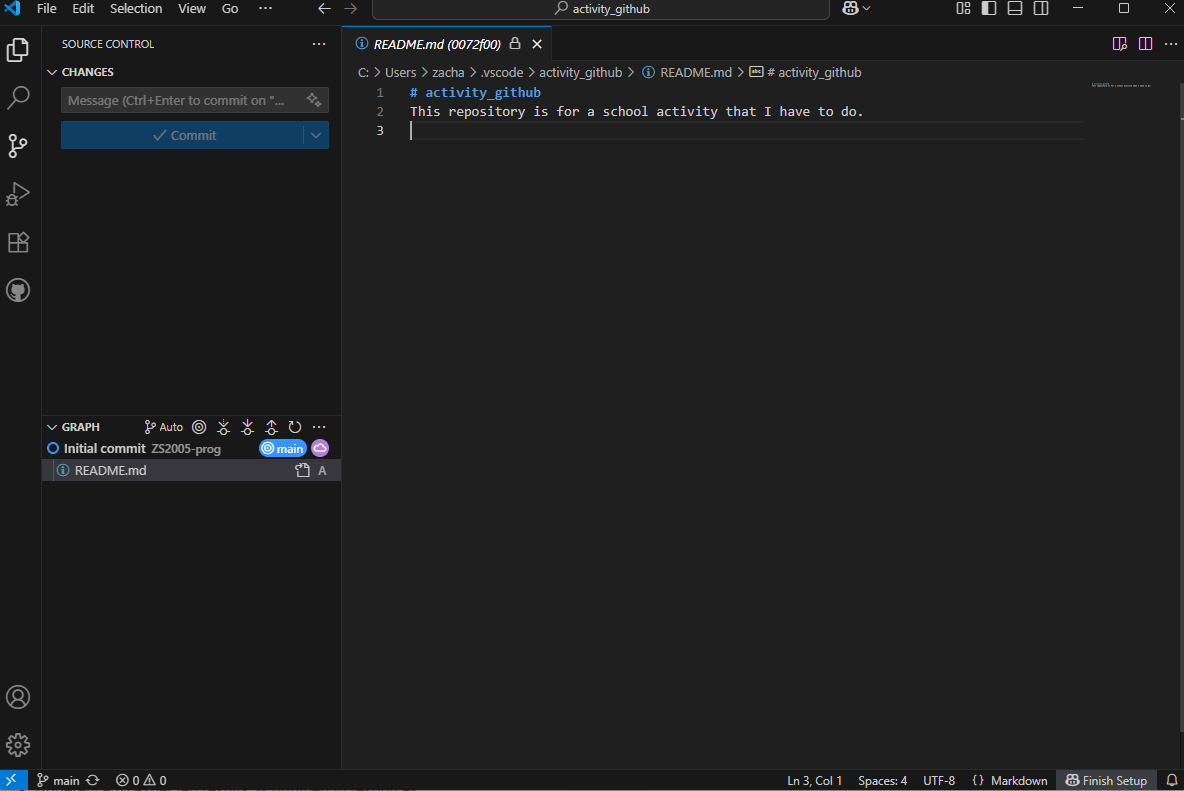 File Edit Selection View Go ··· activity_github
SOURCE CONTROL ···
CHANGES
Message (Ctrl+Enter to commit on "...
Commit
README.md (0072f00)
C: > Users > zacha > .vscode > activity_github > README.md > # activity_github
1 # activity_github
2 This repository is for a school activity that I have to do.
3
GRAPH Auto ···
Initial commit ZS2005-prog main
README.md A
main 0 0 Ln 3, Col 1 Spaces: 4 UTF-8 {} Markdown Finish Setup